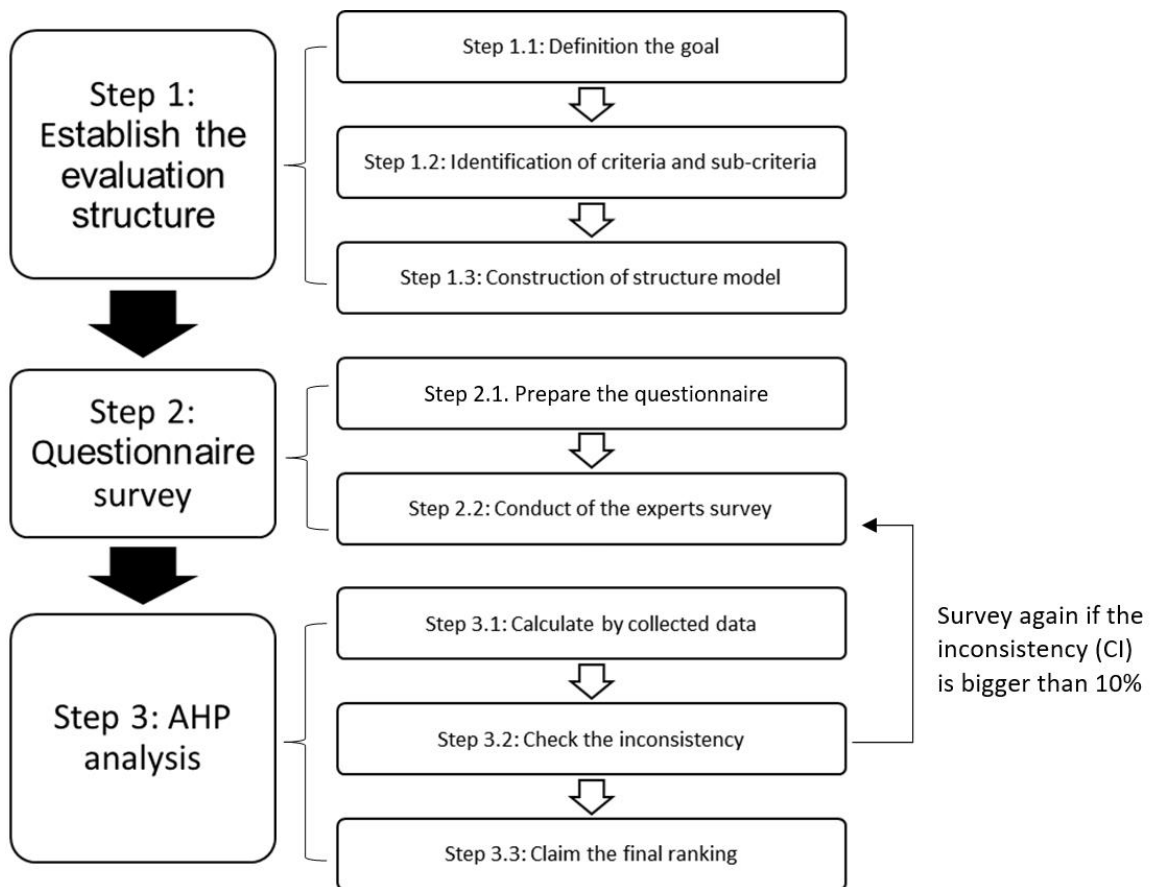 Step 1:
Establish the
evaluation
structure
Step 1.1: Definition the goal
Step 1.2: Identification of criteria and sub-criteria
Step 1.3: Construction of structure model
Step 2:
Questionnaire
survey
Step 2.1. Prepare the questionnaire
Step 2.2: Conduct of the experts survey
Step 3: AHP
analysis
Step 3.1: Calculate by collected data
Step 3.2: Check the inconsistency
Step 3.3: Claim the final ranking
Survey again if the
inconsistency (CI)
is bigger than 10%